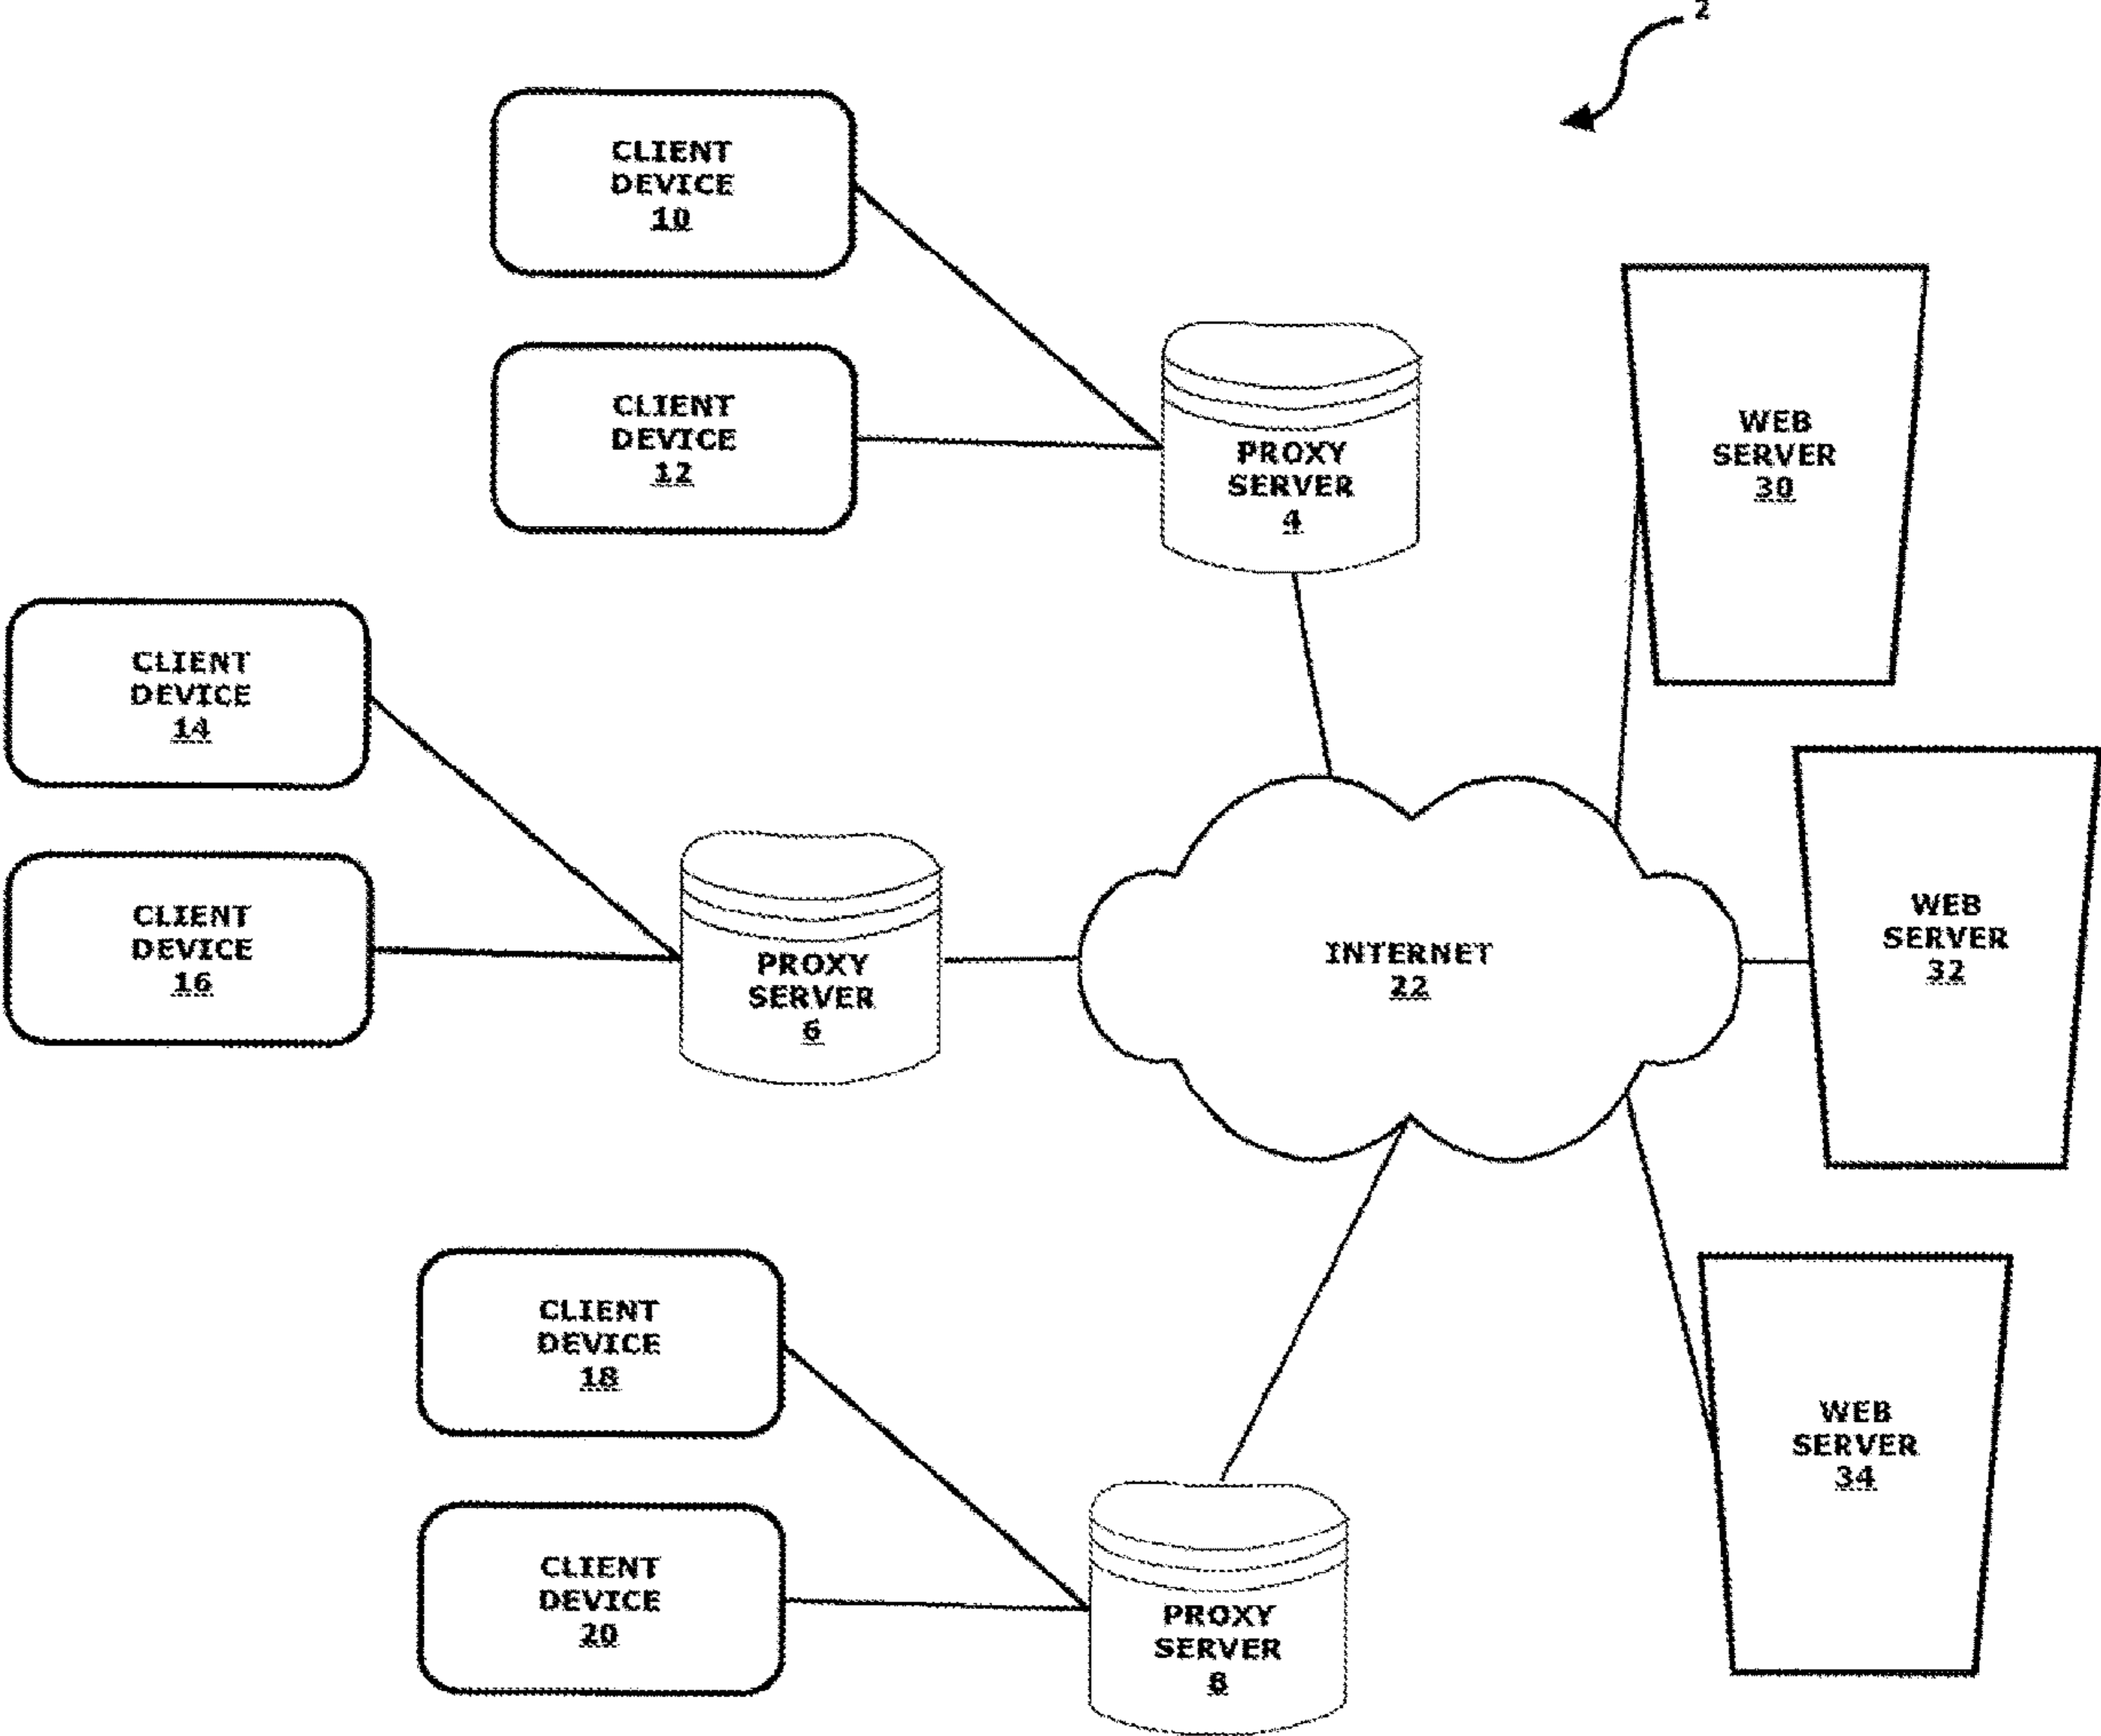 2
CLIENT
DEVICE
10
CLIENT
DEVICE
12
PROXY
SERVER
4
WEB
SERVER
30
CLIENT
DEVICE
14
CLIENT
DEVICE
16
PROXY
SERVER
6
INTERNET
22
WEB
SERVER
32
CLIENT
DEVICE
18
CLIENT
DEVICE
20
PROXY
SERVER
8
WEB
SERVER
34